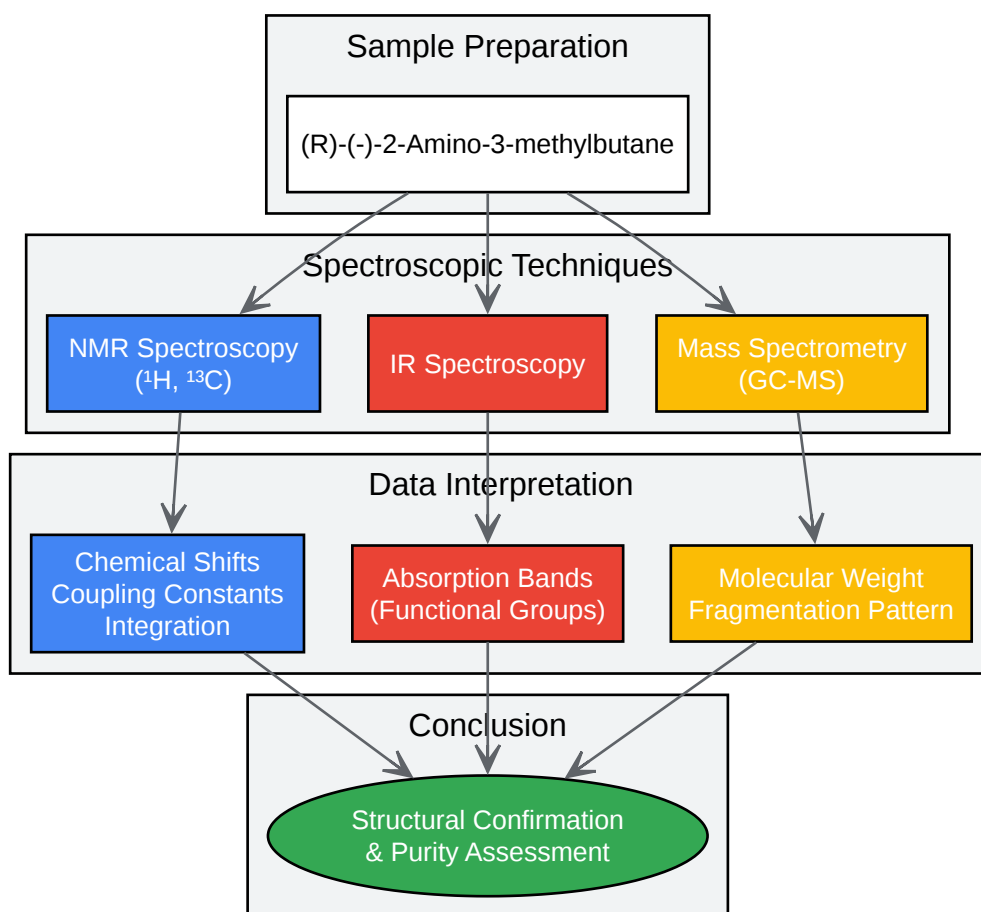 Sample Preparation
(R)-(-)-2-Amino-3-methylbutane
Spectroscopic Techniques
NMR Spectroscopy
(¹H, ¹³C)
IR Spectroscopy
Mass Spectrometry
(GC-MS)
Data Interpretation
Chemical Shifts
Coupling Constants
Integration
Absorption Bands
(Functional Groups)
Molecular Weight
Fragmentation Pattern
Conclusion
Structural Confirmation
& Purity Assessment